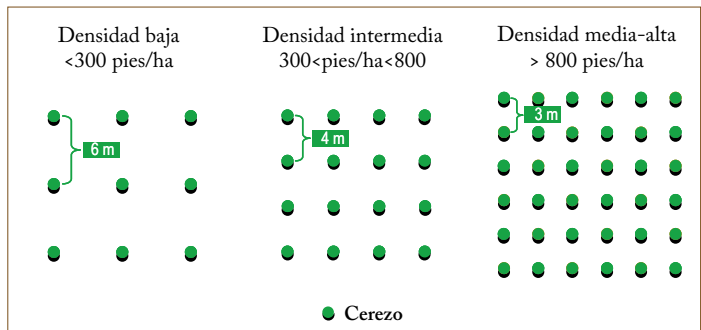 Densidad baja
<300 pies/ha
Densidad intermedia
300<pies/ha<800
Densidad media-alta
> 800 pies/ha
6 m
4 m
3 m
Cerezo